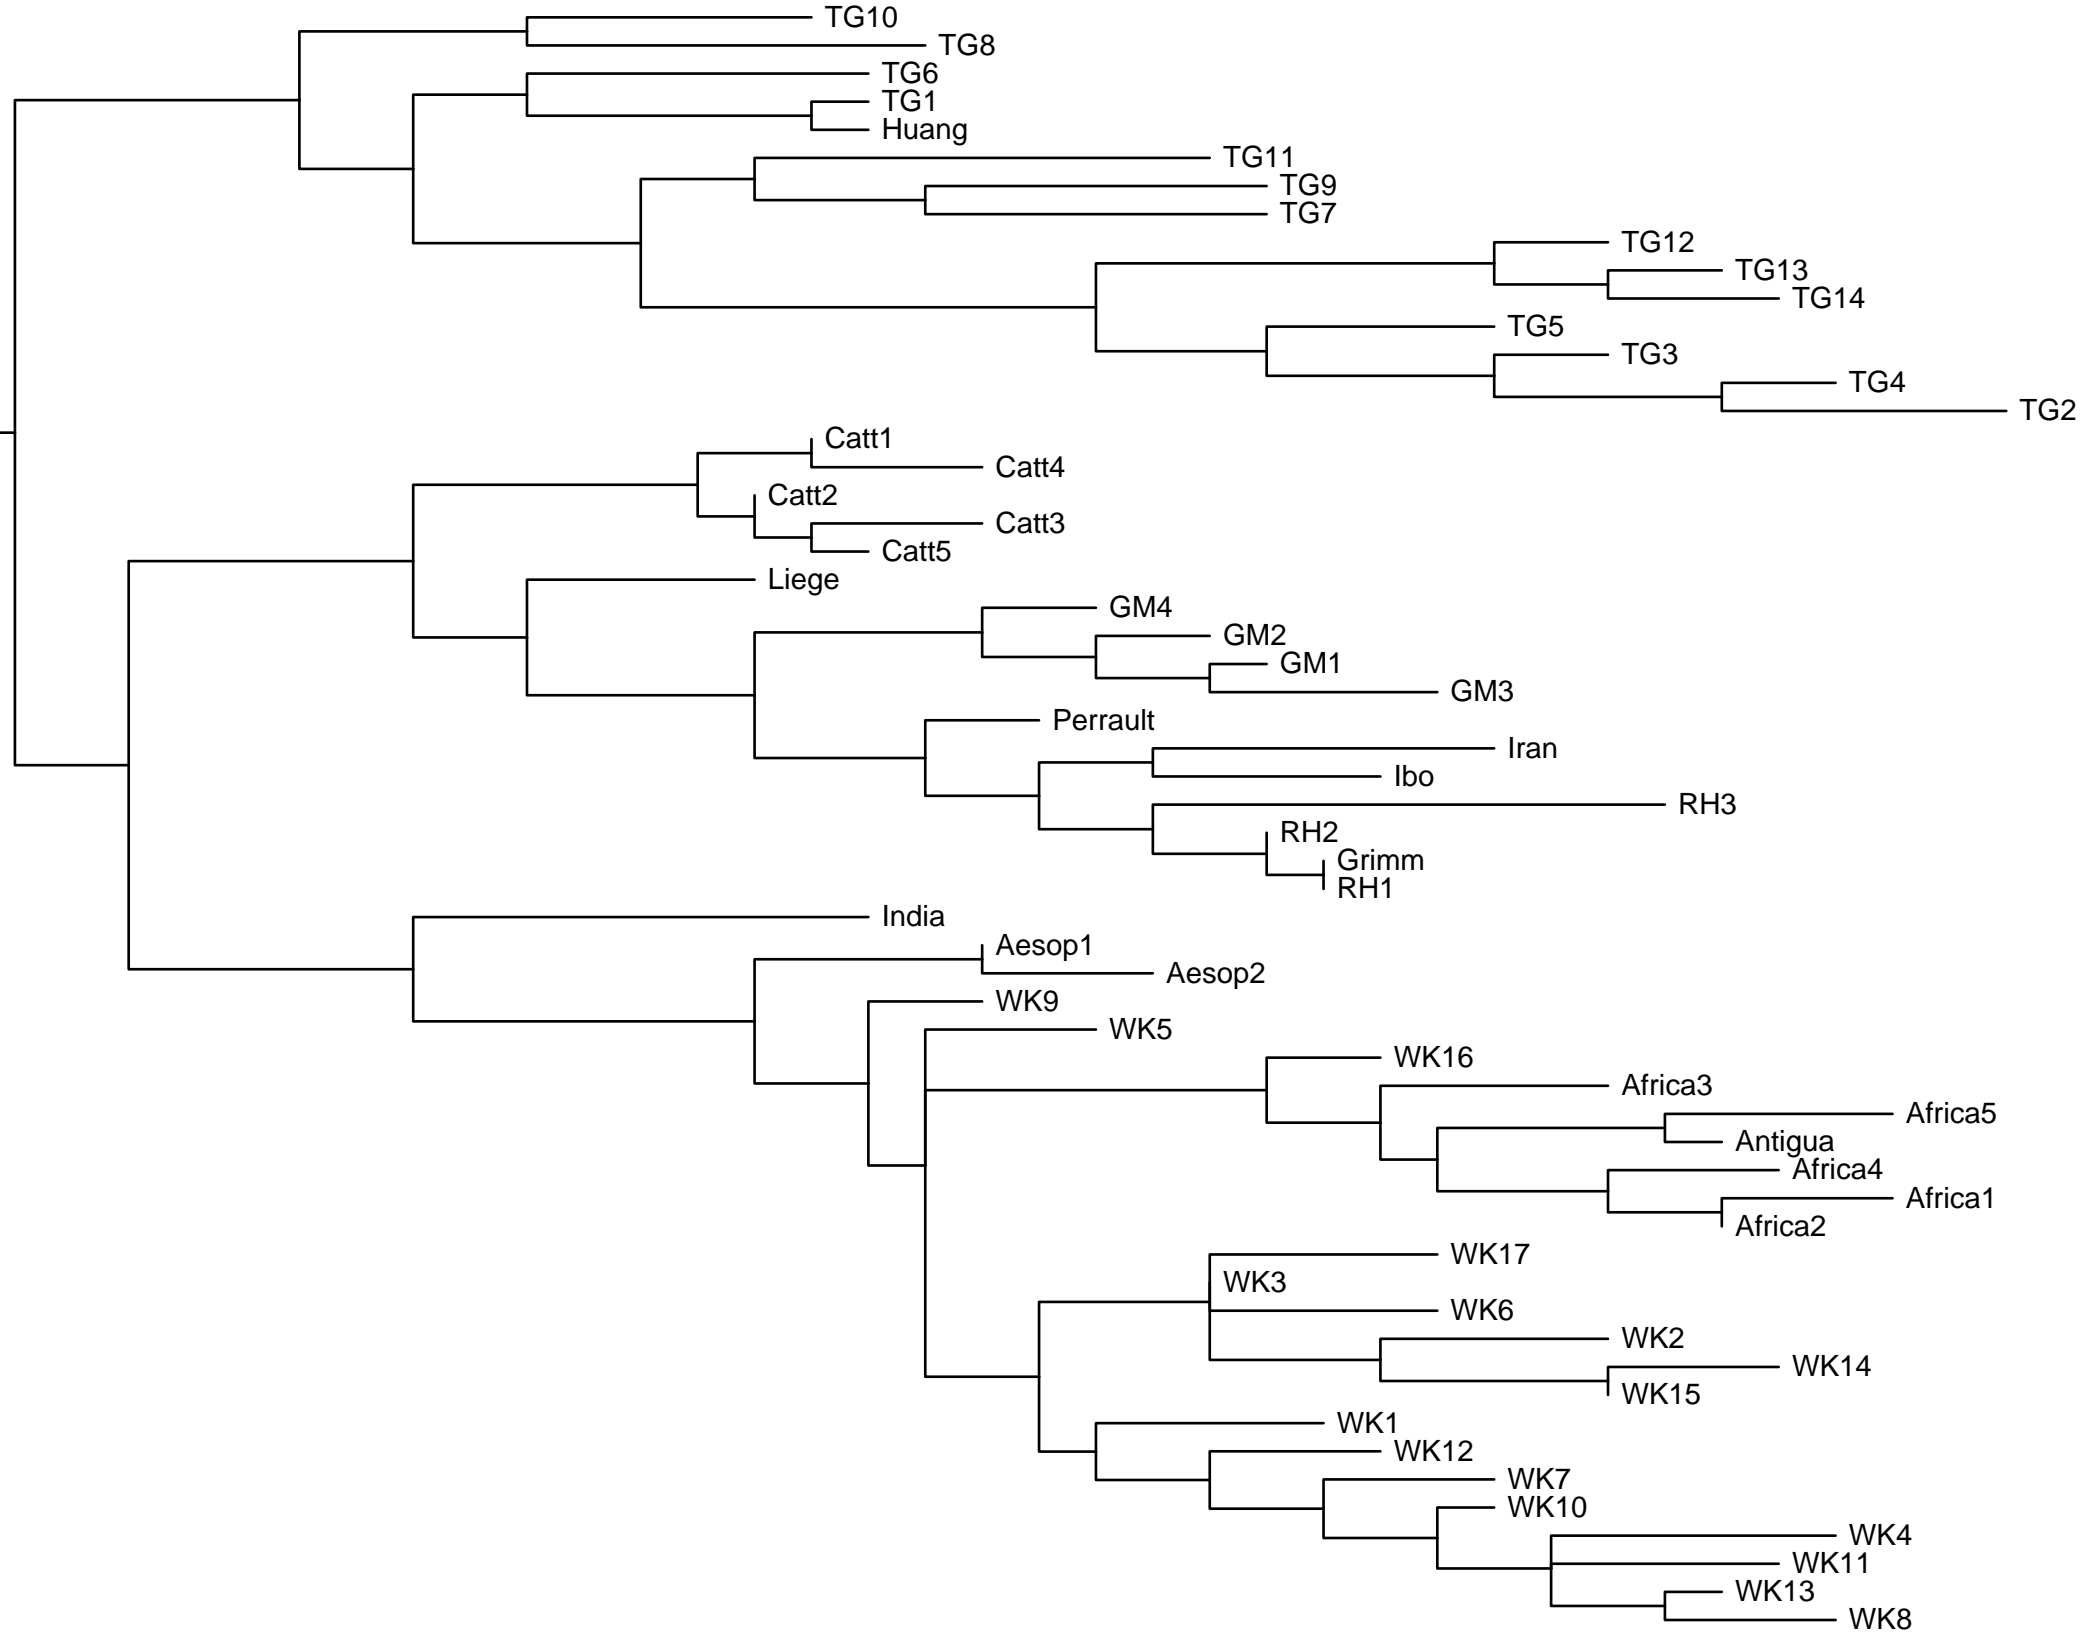 TG10
TG8
TG6
TG1
Huang
TG11
TG9
TG7
TG12
TG13
TG14
TG5
TG3
TG4
TG2
Catt1
Catt4
Catt2
Catt3
Catt5
Liege
GM4
GM2
GM1
GM3
Perrault
Iran
Ibo
RH3
RH2
Grimm
RH1
India
Aesop1
Aesop2
WK9
WK5
WK16
Africa3
Africa5
Antigua
Africa4
Africa1
Africa2
WK17
WK3
WK6
WK2
WK14
WK15
WK1
WK12
WK7
WK10
WK4
WK11
WK13
WK8